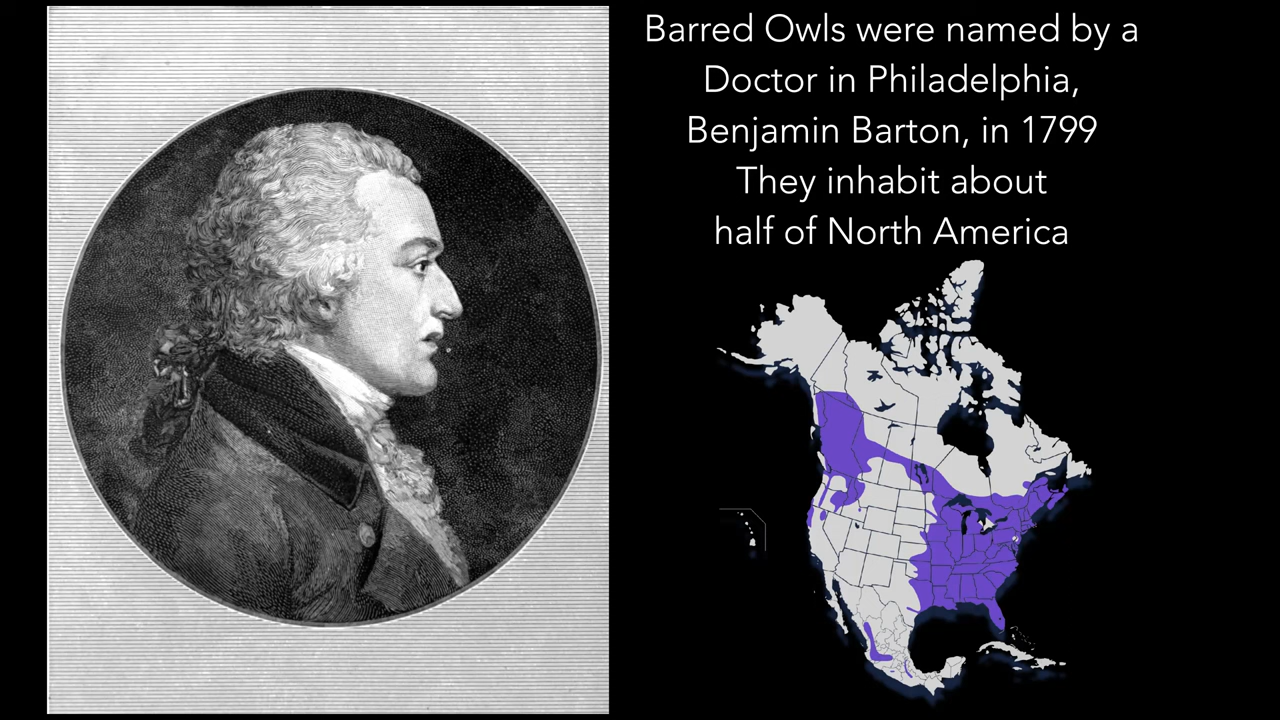 Barred Owls were named by a
Doctor in Philadelphia,
Benjamin Barton, in 1799
They inhabit about
half of North America